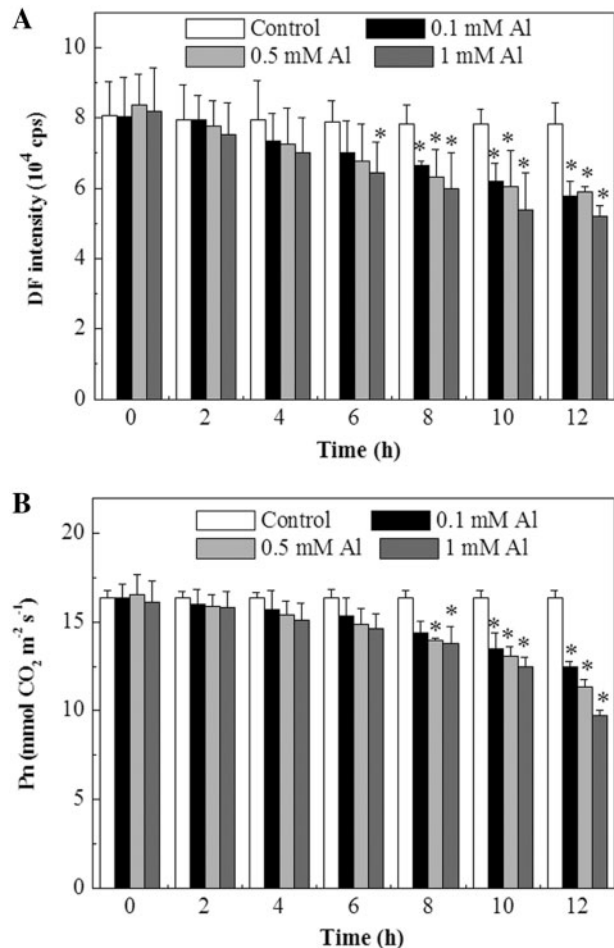 A
Control 0.1 mM Al
0.5 mM Al 1 mM Al
10
8
6
4
2
0
DF intensity (10⁴ cps)
*
* * *
* * *
* * *
0 2 4 6 8 10 12
Time (h)
B
Control 0.1 mM Al
0.5 mM Al 1 mM Al
20
15
10
5
0
Pn (mmol CO₂ m⁻² s⁻¹)
* *
* * *
* * *
0 2 4 6 8 10 12
Time (h)